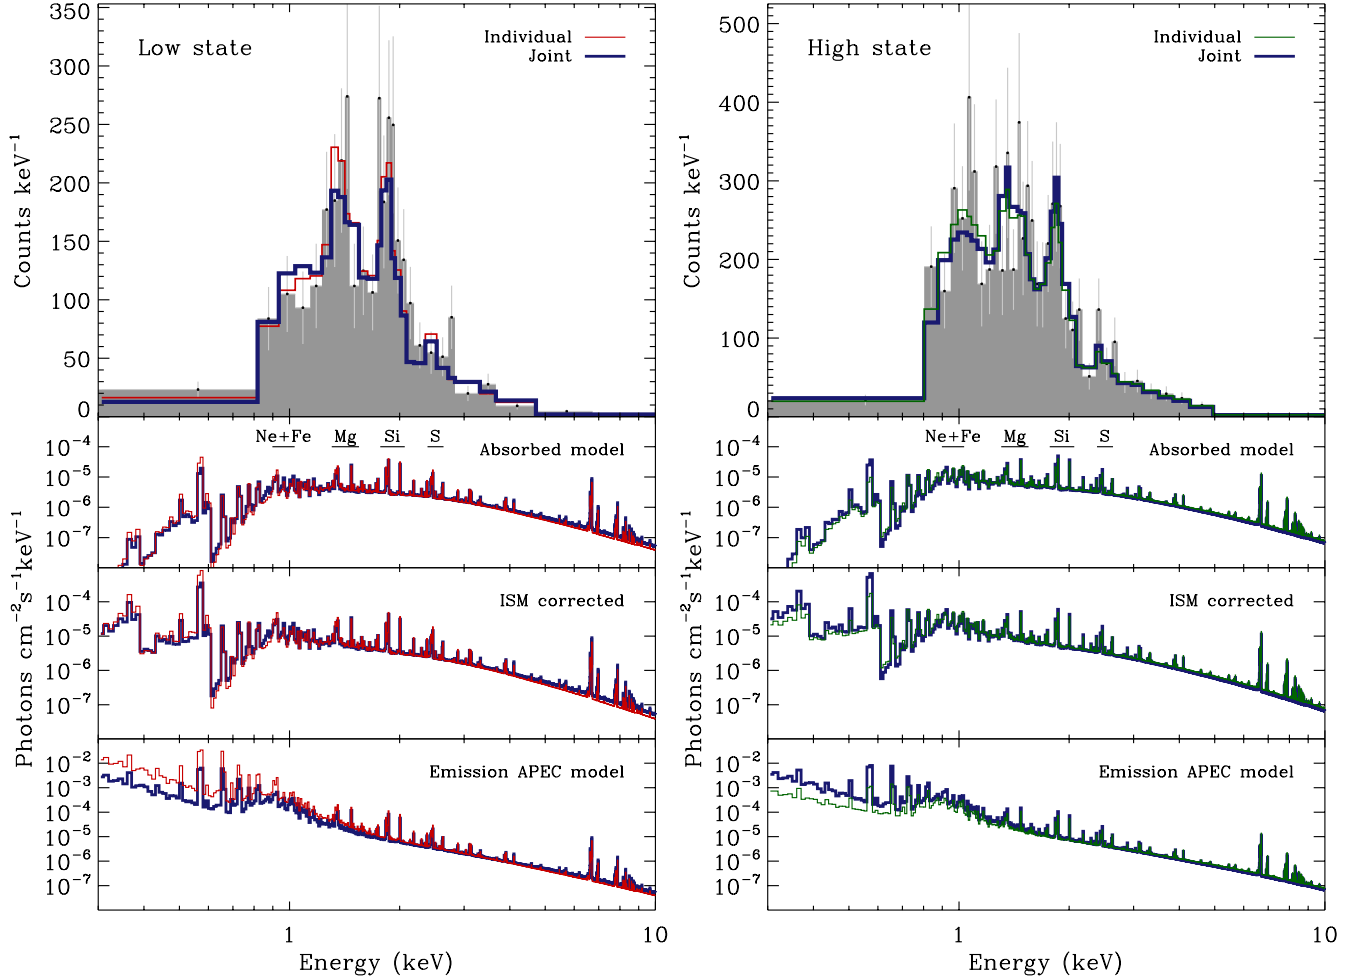 Low state
Individual
Joint
350
300
250
200
150
100
50
0
Counts keV⁻¹
Ne+Fe Mg Si S
Absorbed model
10⁻⁴
10⁻⁵
10⁻⁶
10⁻⁷
ISM corrected
10⁻⁴
10⁻⁵
10⁻⁶
10⁻⁷
Photons cm⁻²s⁻¹keV⁻¹
Emission APEC model
10⁻²
10⁻³
10⁻⁴
10⁻⁵
10⁻⁶
10⁻⁷
1 10
Energy (keV)
High state
Individual
Joint
500
400
300
200
100
0
Counts keV⁻¹
Ne+Fe Mg Si S
Absorbed model
10⁻⁴
10⁻⁵
10⁻⁶
10⁻⁷
ISM corrected
10⁻⁴
10⁻⁵
10⁻⁶
10⁻⁷
Photons cm⁻²s⁻¹keV⁻¹
Emission APEC model
10⁻²
10⁻³
10⁻⁴
10⁻⁵
10⁻⁶
10⁻⁷
1 10
Energy (keV)